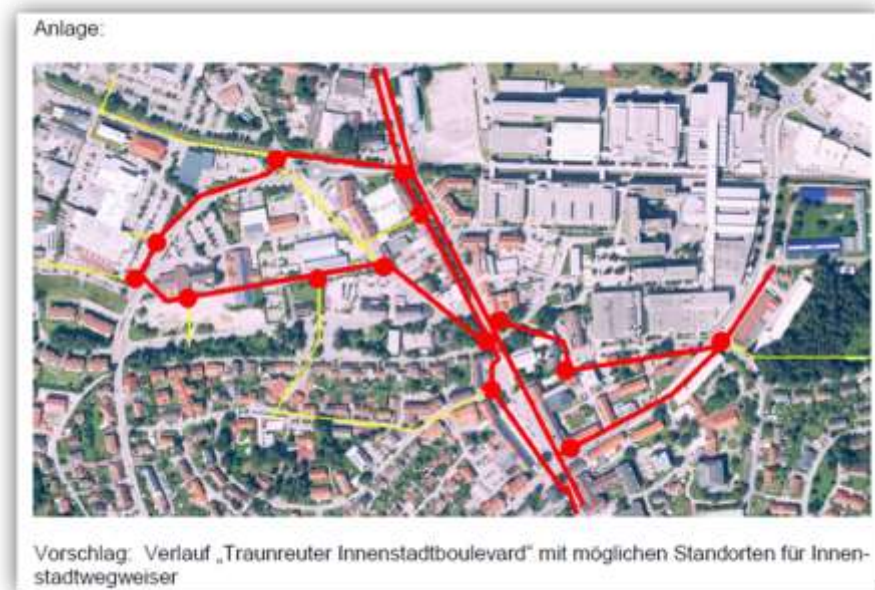 Anlage:
Vorschlag: Verlauf „Traunreuter Innenstadtboulevard“ mit möglichen Standorten für Innen-
stadtwegweiser